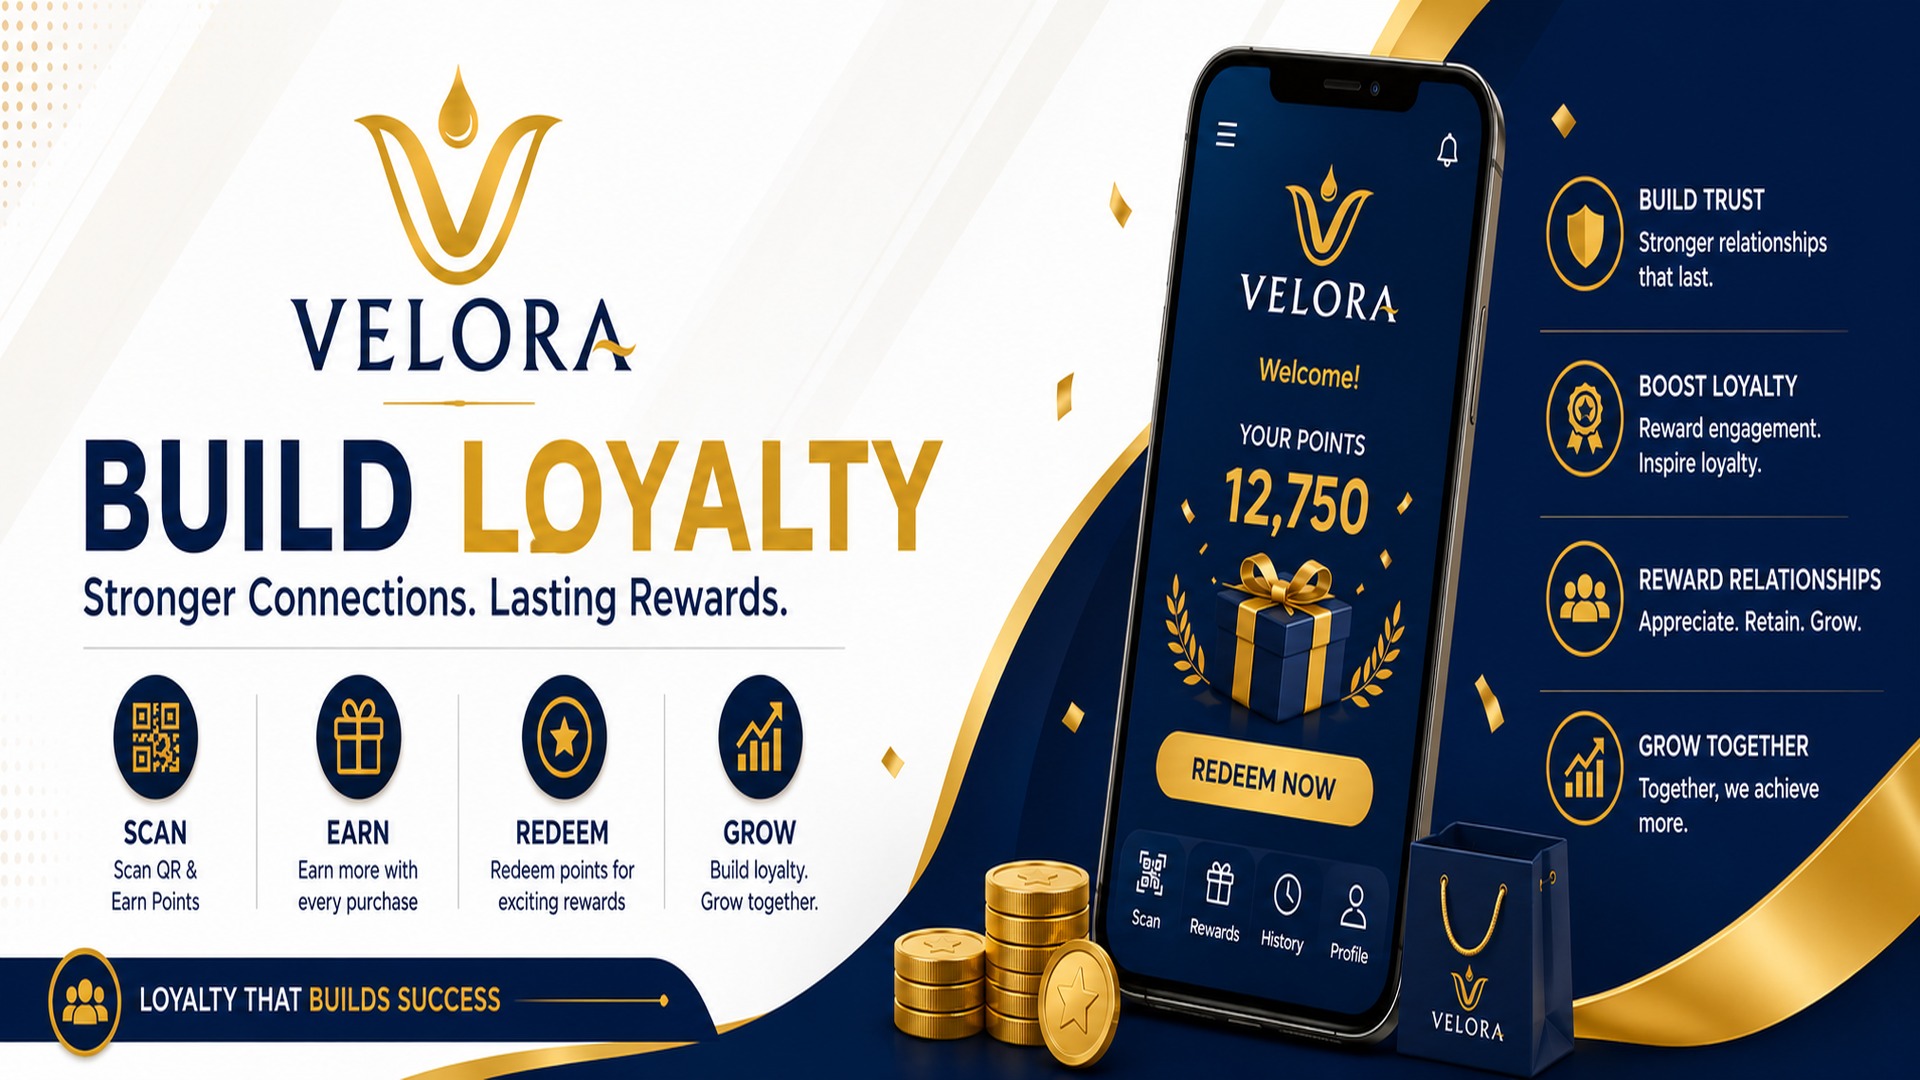 VELORA
BUILD LOYALTY
Stronger Connections. Lasting Rewards.
SCAN
Scan QR &
Earn Points
EARN
Earn more with
every purchase
REDEEM
Redeem points for
exciting rewards
GROW
Build loyalty.
Grow together.
LOYALTY THAT BUILDS SUCCESS
VELORA
Welcome!
YOUR POINTS
12,750
REDEEM NOW
Scan
Rewards
History
Profile
VELORA
BUILD TRUST
Stronger relationships
that last.
BOOST LOYALTY
Reward engagement.
Inspire loyalty.
REWARD RELATIONSHIPS
Appreciate. Retain. Grow.
GROW TOGETHER
Together, we achieve
more.